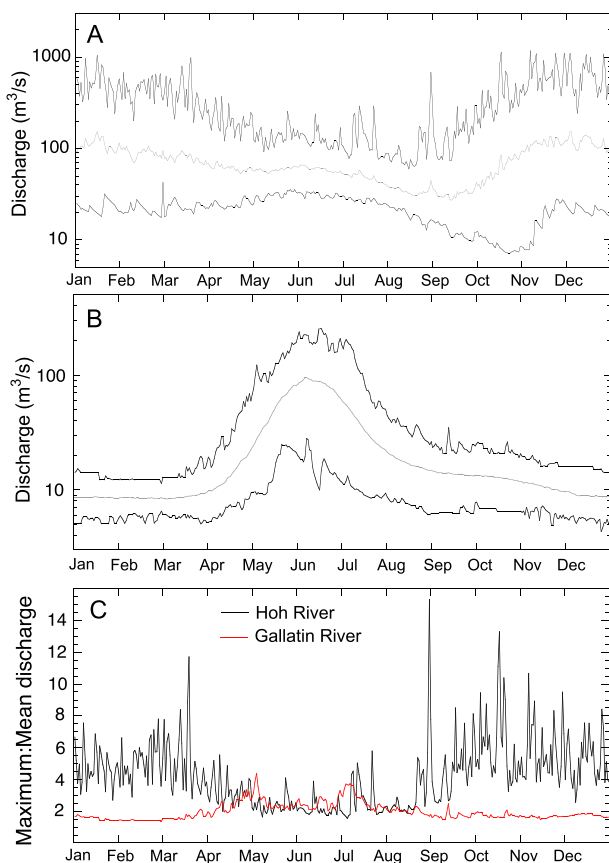 A
Discharge (m³/s)
1000
100
10
Jan Feb Mar Apr May Jun Jul Aug Sep Oct Nov Dec
B
Discharge (m³/s)
100
10
Jan Feb Mar Apr May Jun Jul Aug Sep Oct Nov Dec
C
Maximum:Mean discharge
Hoh River
Gallatin River
14
12
10
8
6
4
2
Jan Feb Mar Apr May Jun Jul Aug Sep Oct Nov Dec